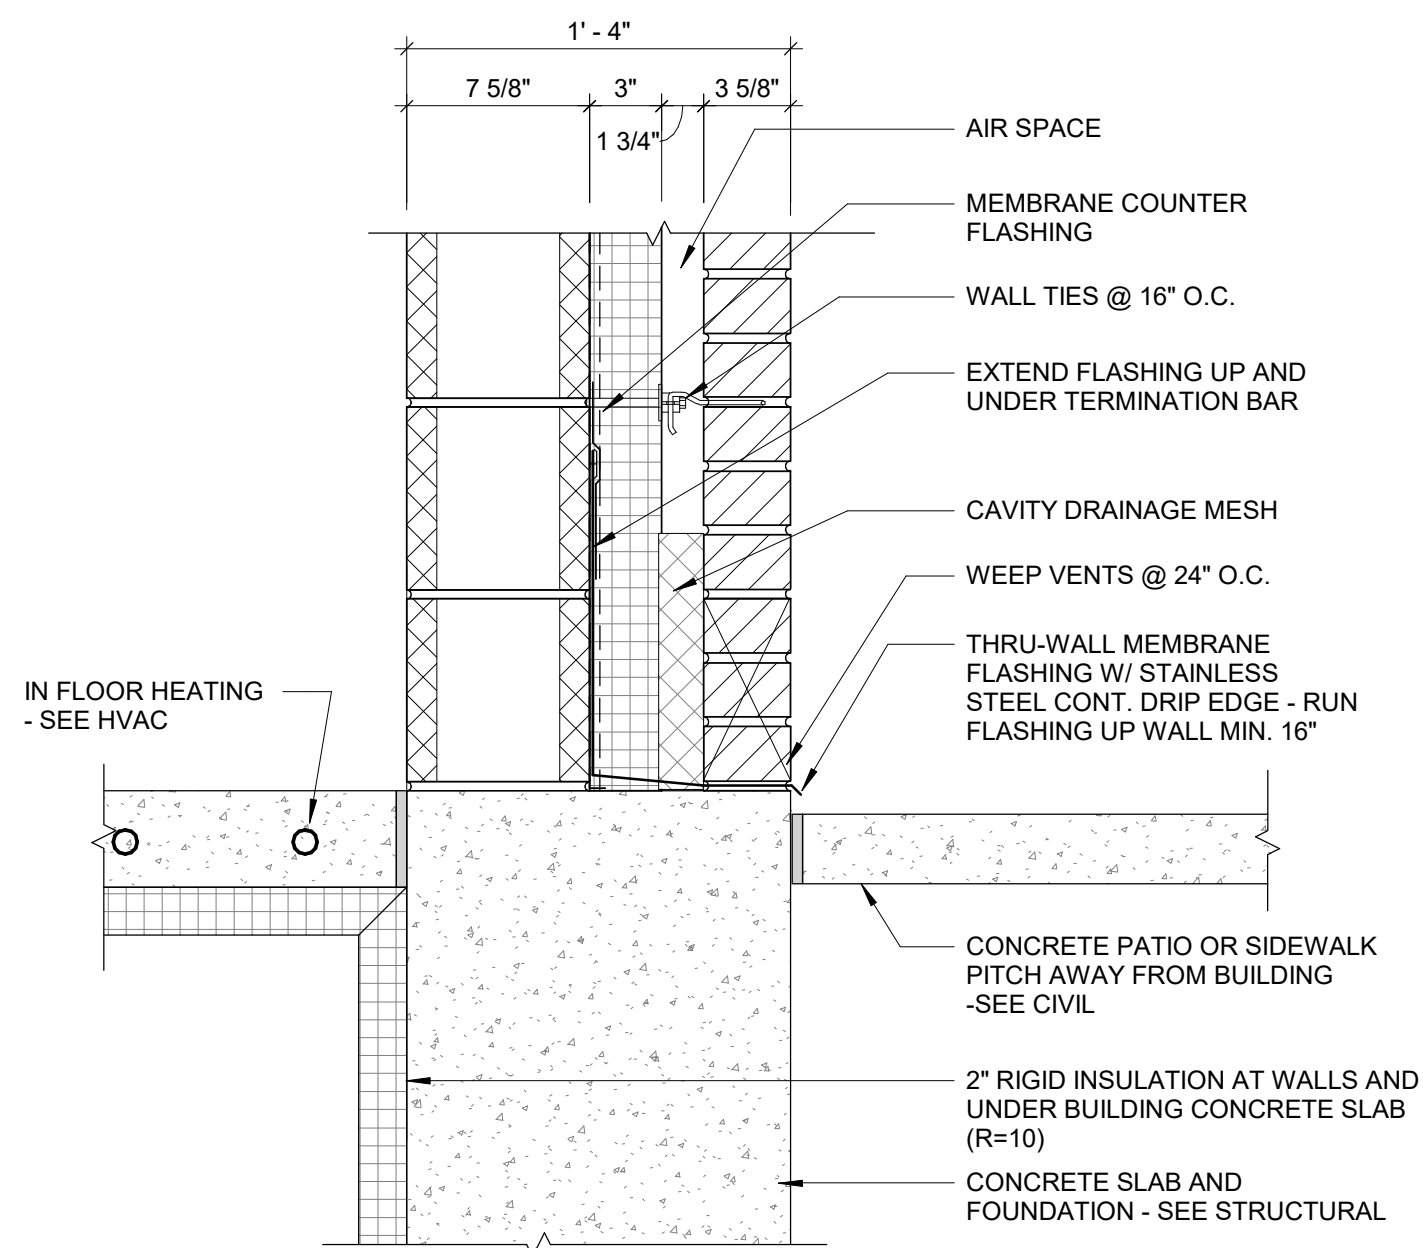 1' - 4"
7 5/8"
3"
3 5/8"
1 3/4"
AIR SPACE
MEMBRANE COUNTER
FLASHING
WALL TIES @ 16" O.C.
EXTEND FLASHING UP AND
UNDER TERMINATION BAR
CAVITY DRAINAGE MESH
WEEP VENTS @ 24" O.C.
THRU-WALL MEMBRANE
FLASHING W/ STAINLESS
STEEL CONT. DRIP EDGE - RUN
FLASHING UP WALL MIN. 16"
IN FLOOR HEATING
- SEE HVAC
CONCRETE PATIO OR SIDEWALK
PITCH AWAY FROM BUILDING
-SEE CIVIL
2" RIGID INSULATION AT WALLS AND
UNDER BUILDING CONCRETE SLAB
(R=10)
CONCRETE SLAB AND
FOUNDATION - SEE STRUCTURAL